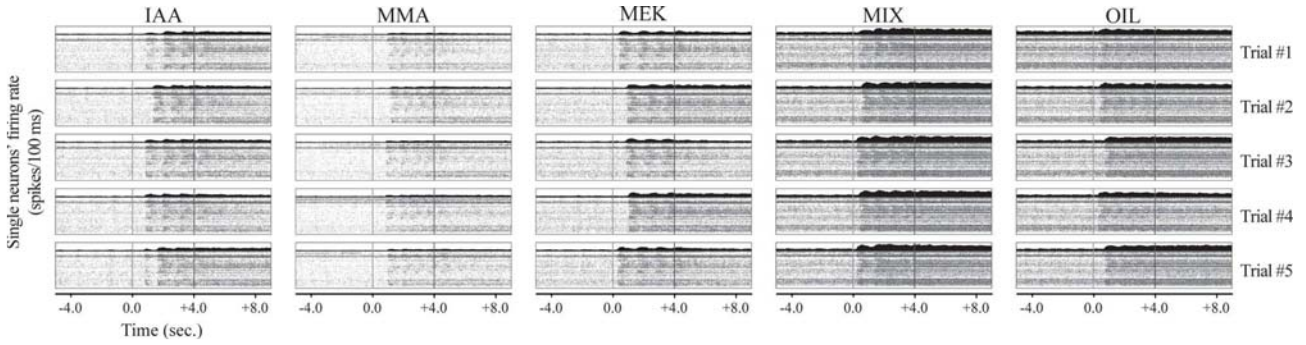 IAA MMA MEK MIX OIL
Trial #1
Trial #2
Trial #3
Trial #4
Trial #5
Single neurons' firing rate
(spikes/100 ms)
-4.0 0.0 +4.0 +8.0 -4.0 0.0 +4.0 +8.0 -4.0 0.0 +4.0 +8.0 -4.0 0.0 +4.0 +8.0 -4.0 0.0 +4.0 +8.0
Time (sec.)